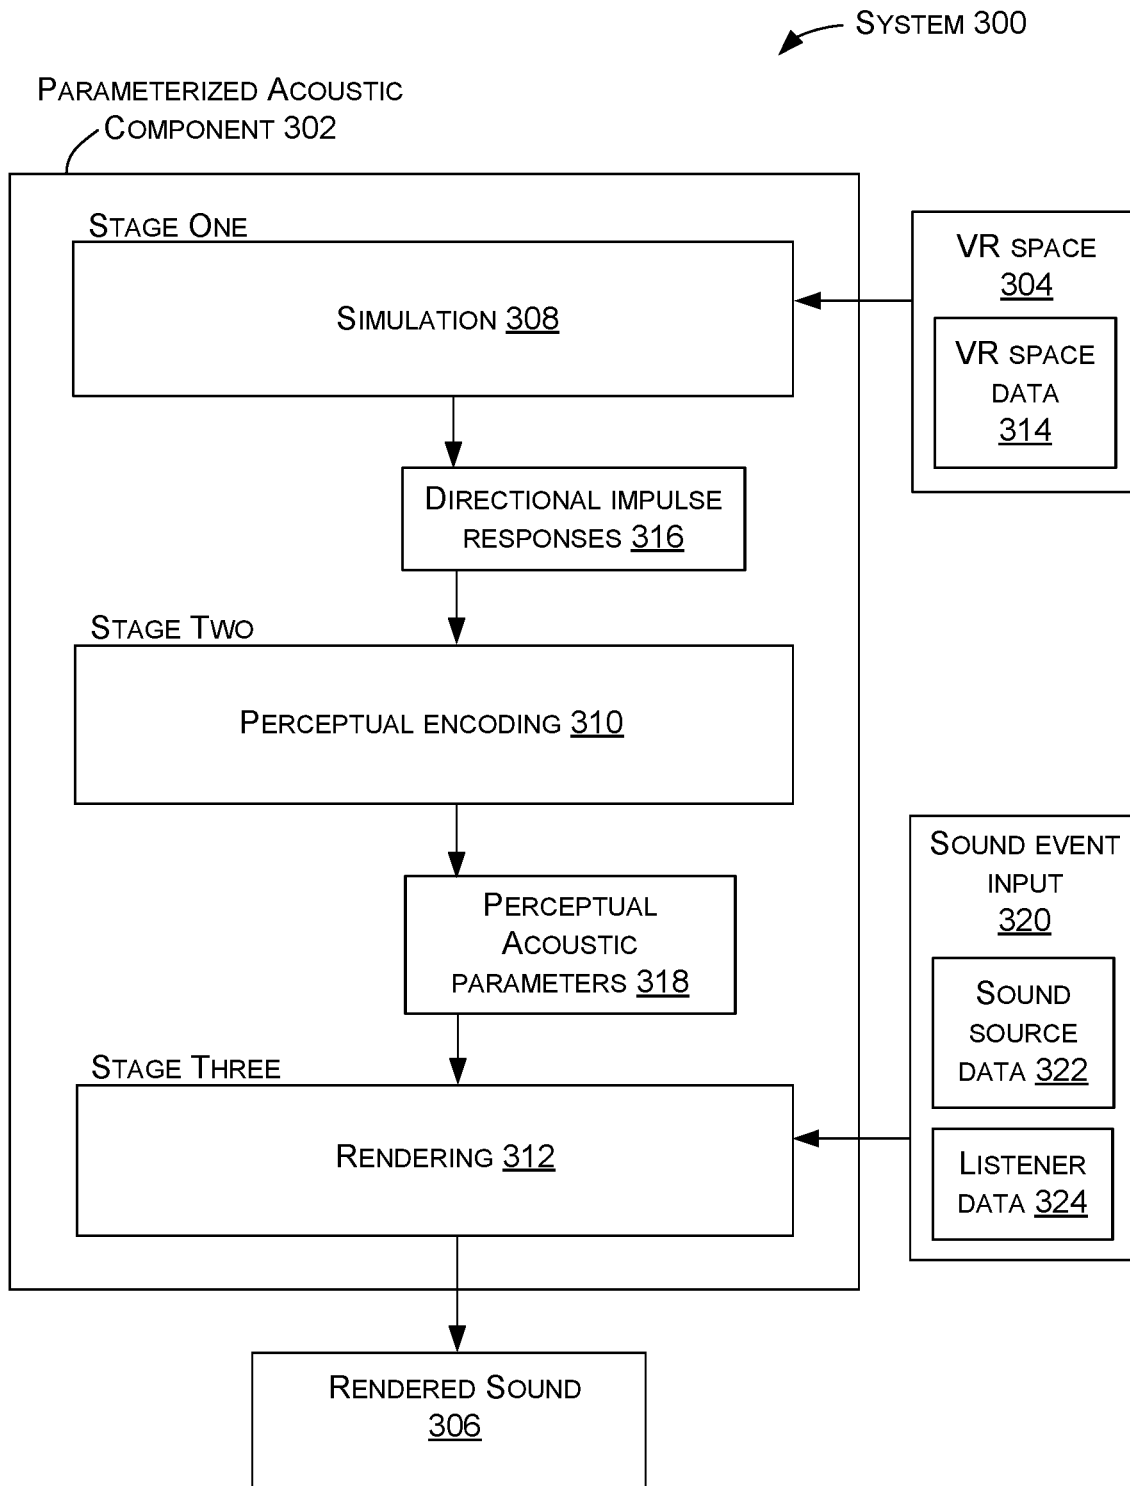 SYSTEM 300
PARAMETERIZED ACOUSTIC
COMPONENT 302
STAGE ONE
SIMULATION 308
VR SPACE
304
VR SPACE
DATA
314
DIRECTIONAL IMPULSE
RESPONSES 316
STAGE TWO
PERCEPTUAL ENCODING 310
PERCEPTUAL
ACOUSTIC
PARAMETERS 318
SOUND EVENT
INPUT
320
SOUND
SOURCE
DATA 322
LISTENER
DATA 324
STAGE THREE
RENDERING 312
RENDERED SOUND
306